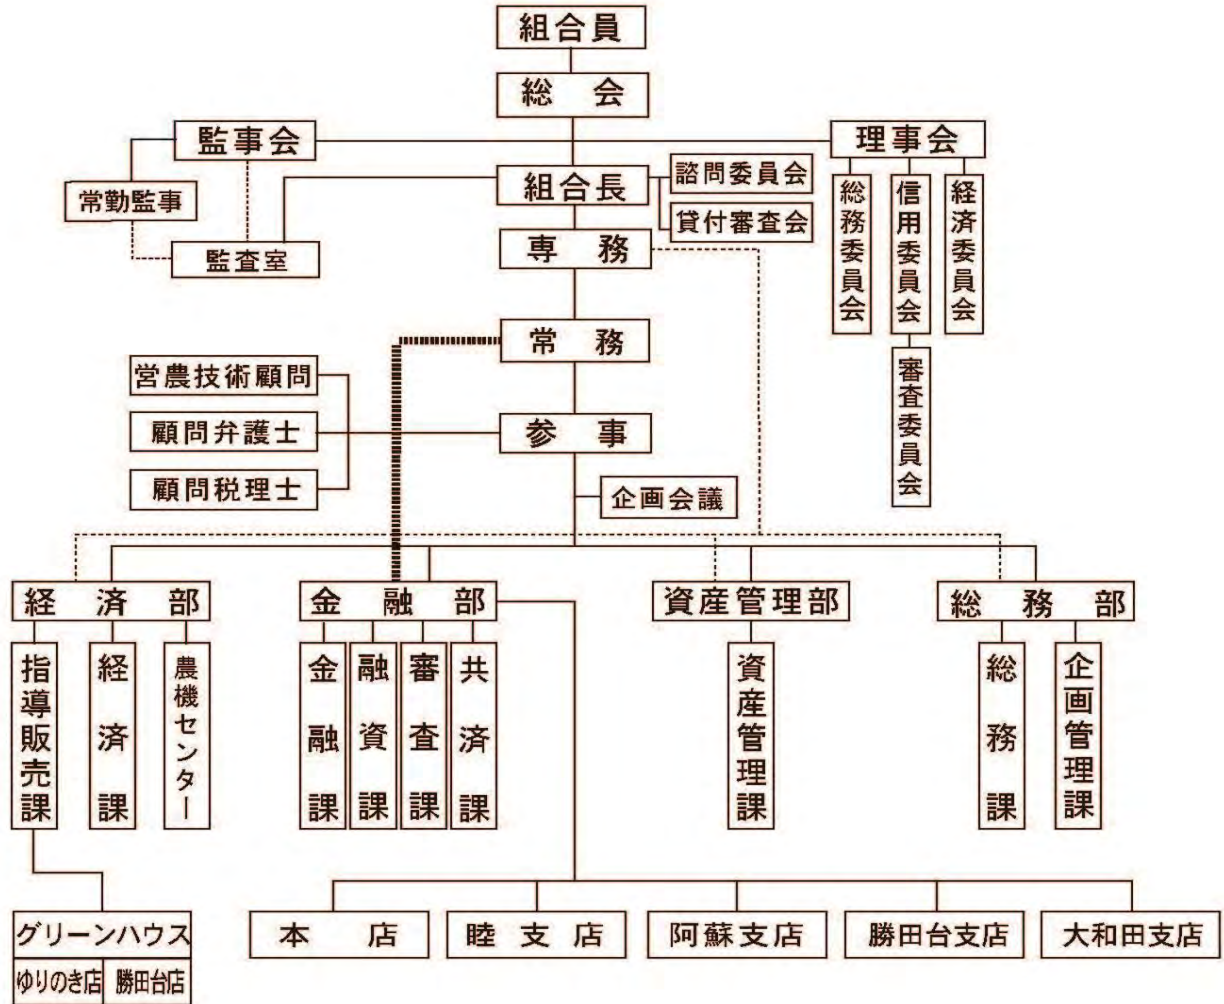 組合員
総会
監事会
理事会
常勤監事
監査室
組合長
諮問委員会
貸付審査会
総務委員会
信用委員会
経済委員会
審査委員会
専務
常務
営農技術顧問
顧問弁護士
顧問税理士
参事
企画会議
経済部
金融部
資産管理部
総務部
指導販売課
経済課
農機センター
金融課
融資課
審査課
共済課
資産管理課
総務課
企画管理課
グリーンハウス
ゆりのき店
勝田台店
本店
睦支店
阿蘇支店
勝田台支店
大和田支店